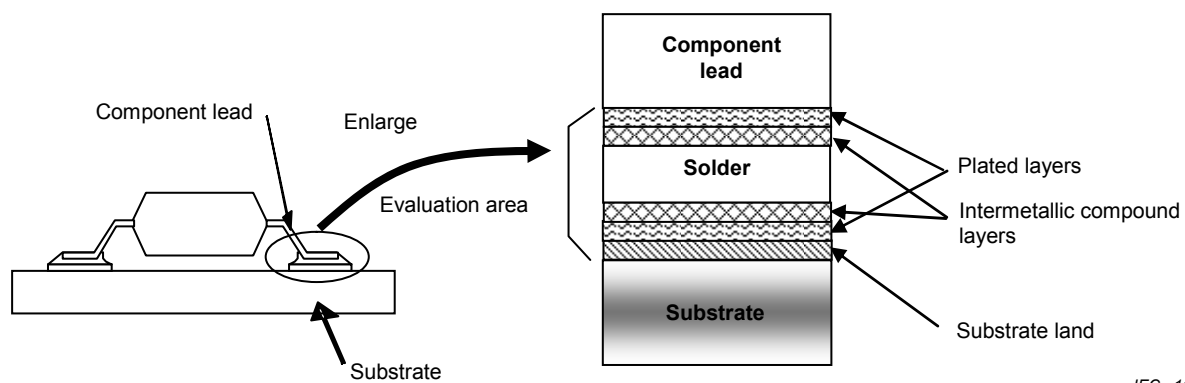 Component lead
Enlarge
Evaluation area
Substrate
Component
lead
Solder
Substrate
Plated layers
Intermetallic compound
layers
Substrate land